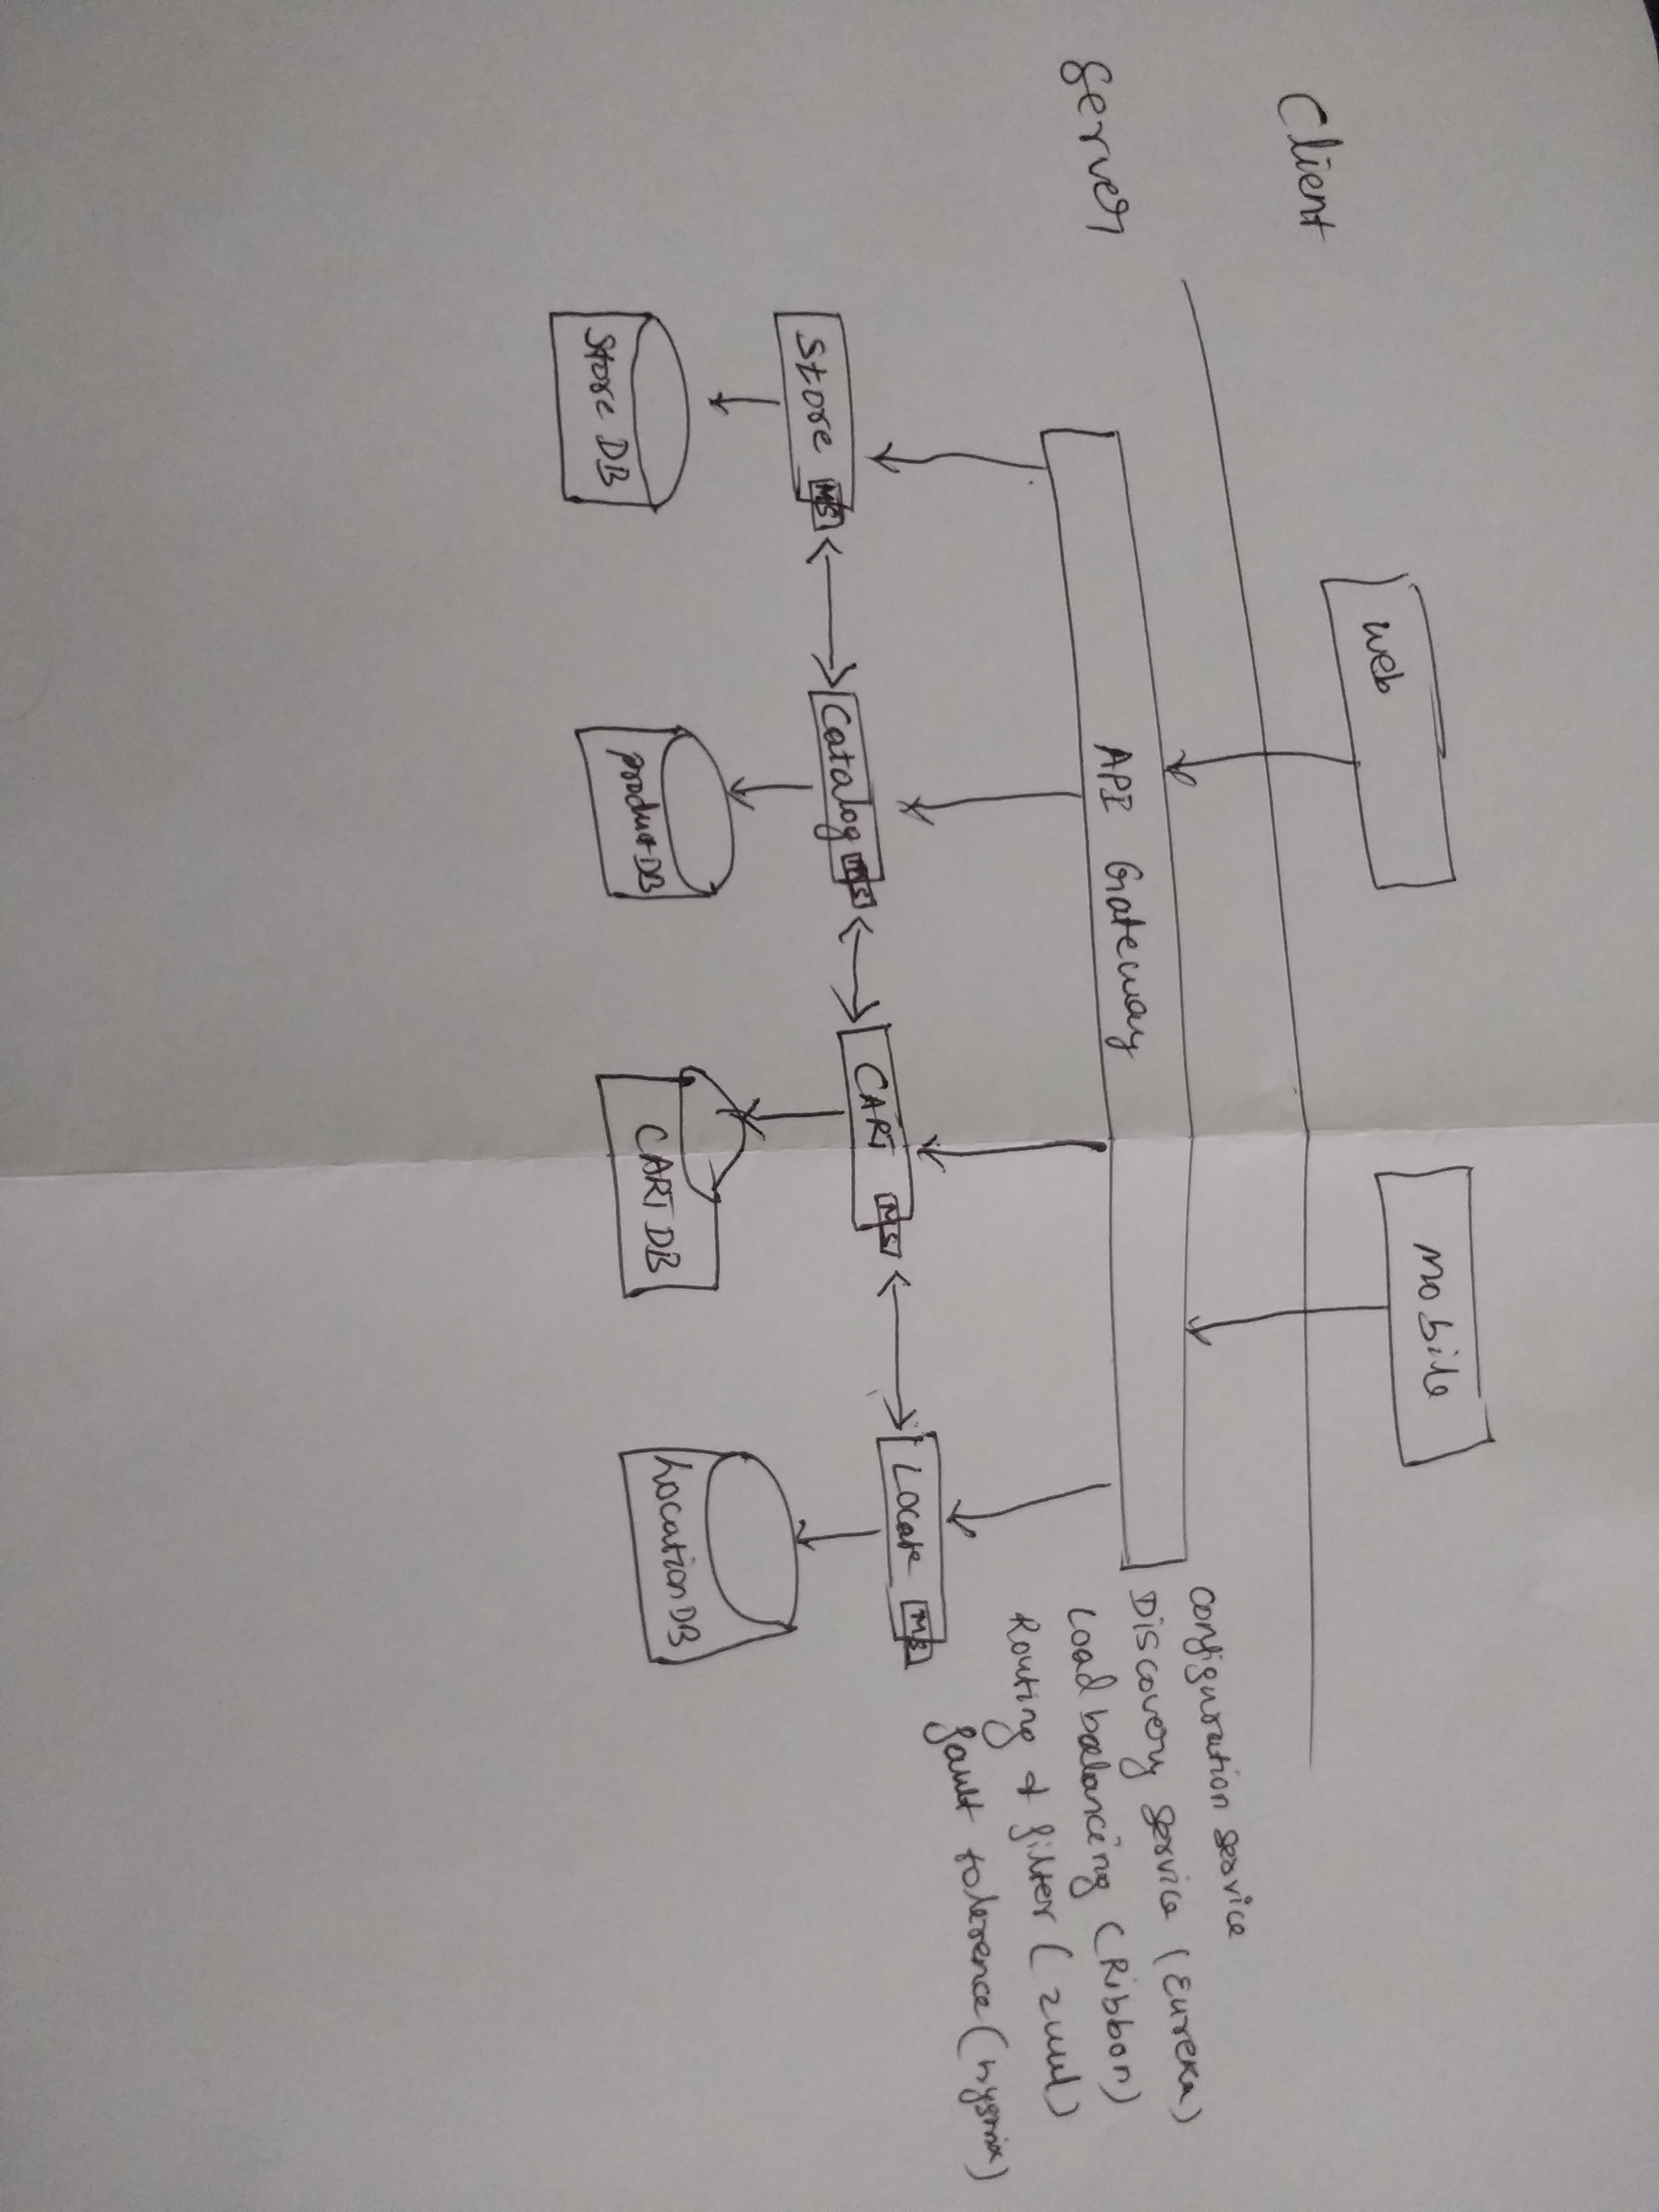 Client
Web
Mobile
Server
API Gateway
Configuration service
Discovery service (Eureka)
Load balancing (Ribbon)
Routing & filter (zuul)
fault tolerence (hystrix)
Store MS
Catalog MS
CART MS
Locate MS
Store DB
product DB
CART DB
Location DB